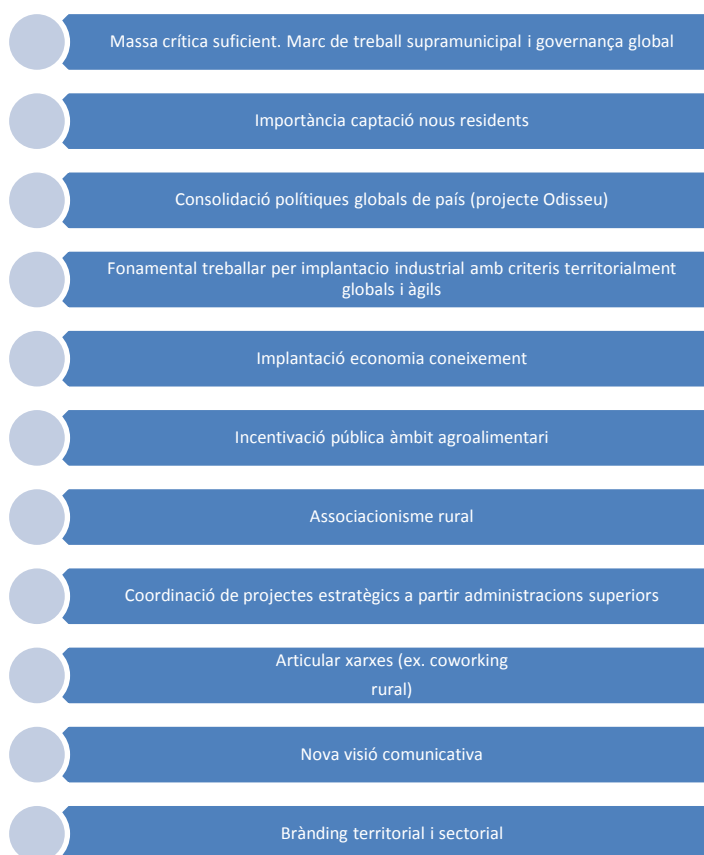 Massa crítica suficient. Marc de treball supramunicipal i governança global
Importància captació nous residents
Consolidació polítiques globals de país (projecte Odisseu)
Fonamental treballar per implantacio industrial amb criteris territorialment
globals i àgils
Implantació economia coneixement
Incentivació pública àmbit agroalimentari
Associacionisme rural
Coordinació de projectes estratègics a partir administracions superiors
Articular xarxes (ex. coworking
rural)
Nova visió comunicativa
Brànding territorial i sectorial